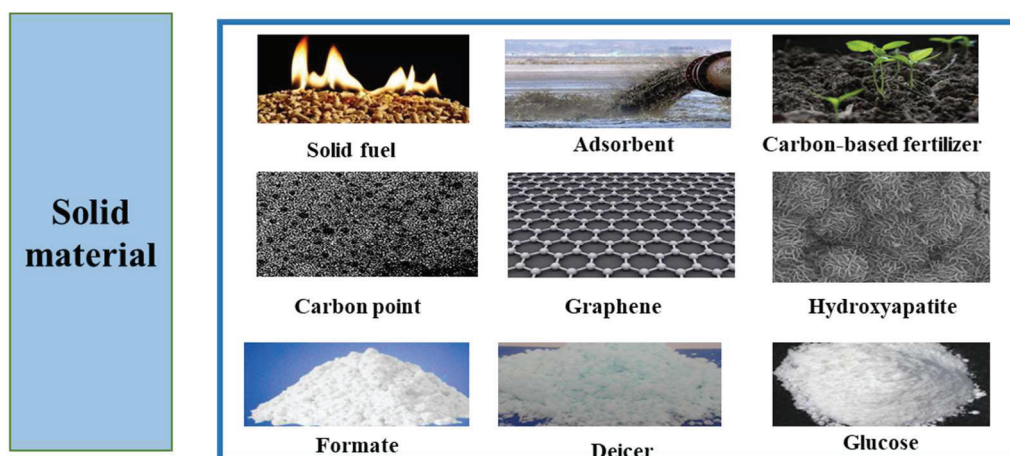 Solid
material
Solid fuel
Adsorbent
Carbon-based fertilizer
Carbon point
Graphene
Hydroxyapatite
Formate
Deicer
Glucose